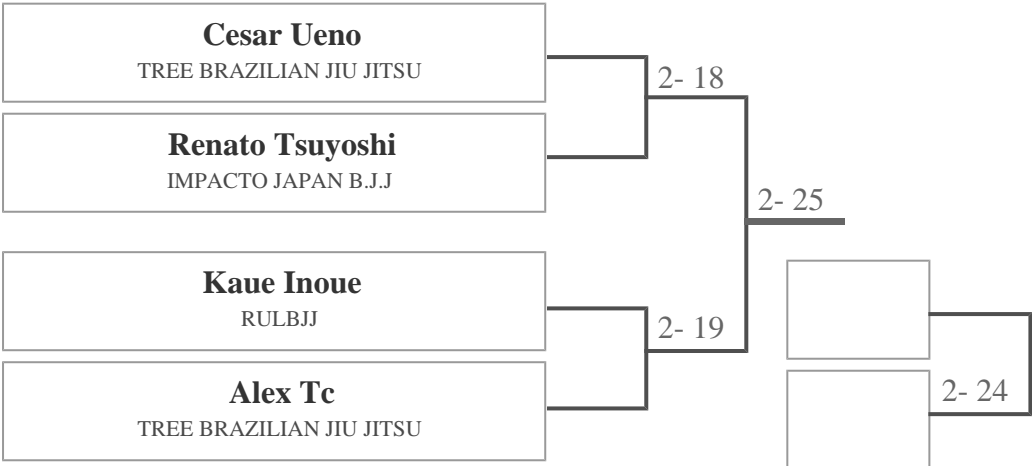 Cesar Ueno
TREE BRAZILIAN JIU JITSU
2- 18
Renato Tsuyoshi
IMPACTO JAPAN B.J.J
2- 25
Kaue Inoue
RULBJJ
2- 19
Alex Tc
TREE BRAZILIAN JIU JITSU
2- 24